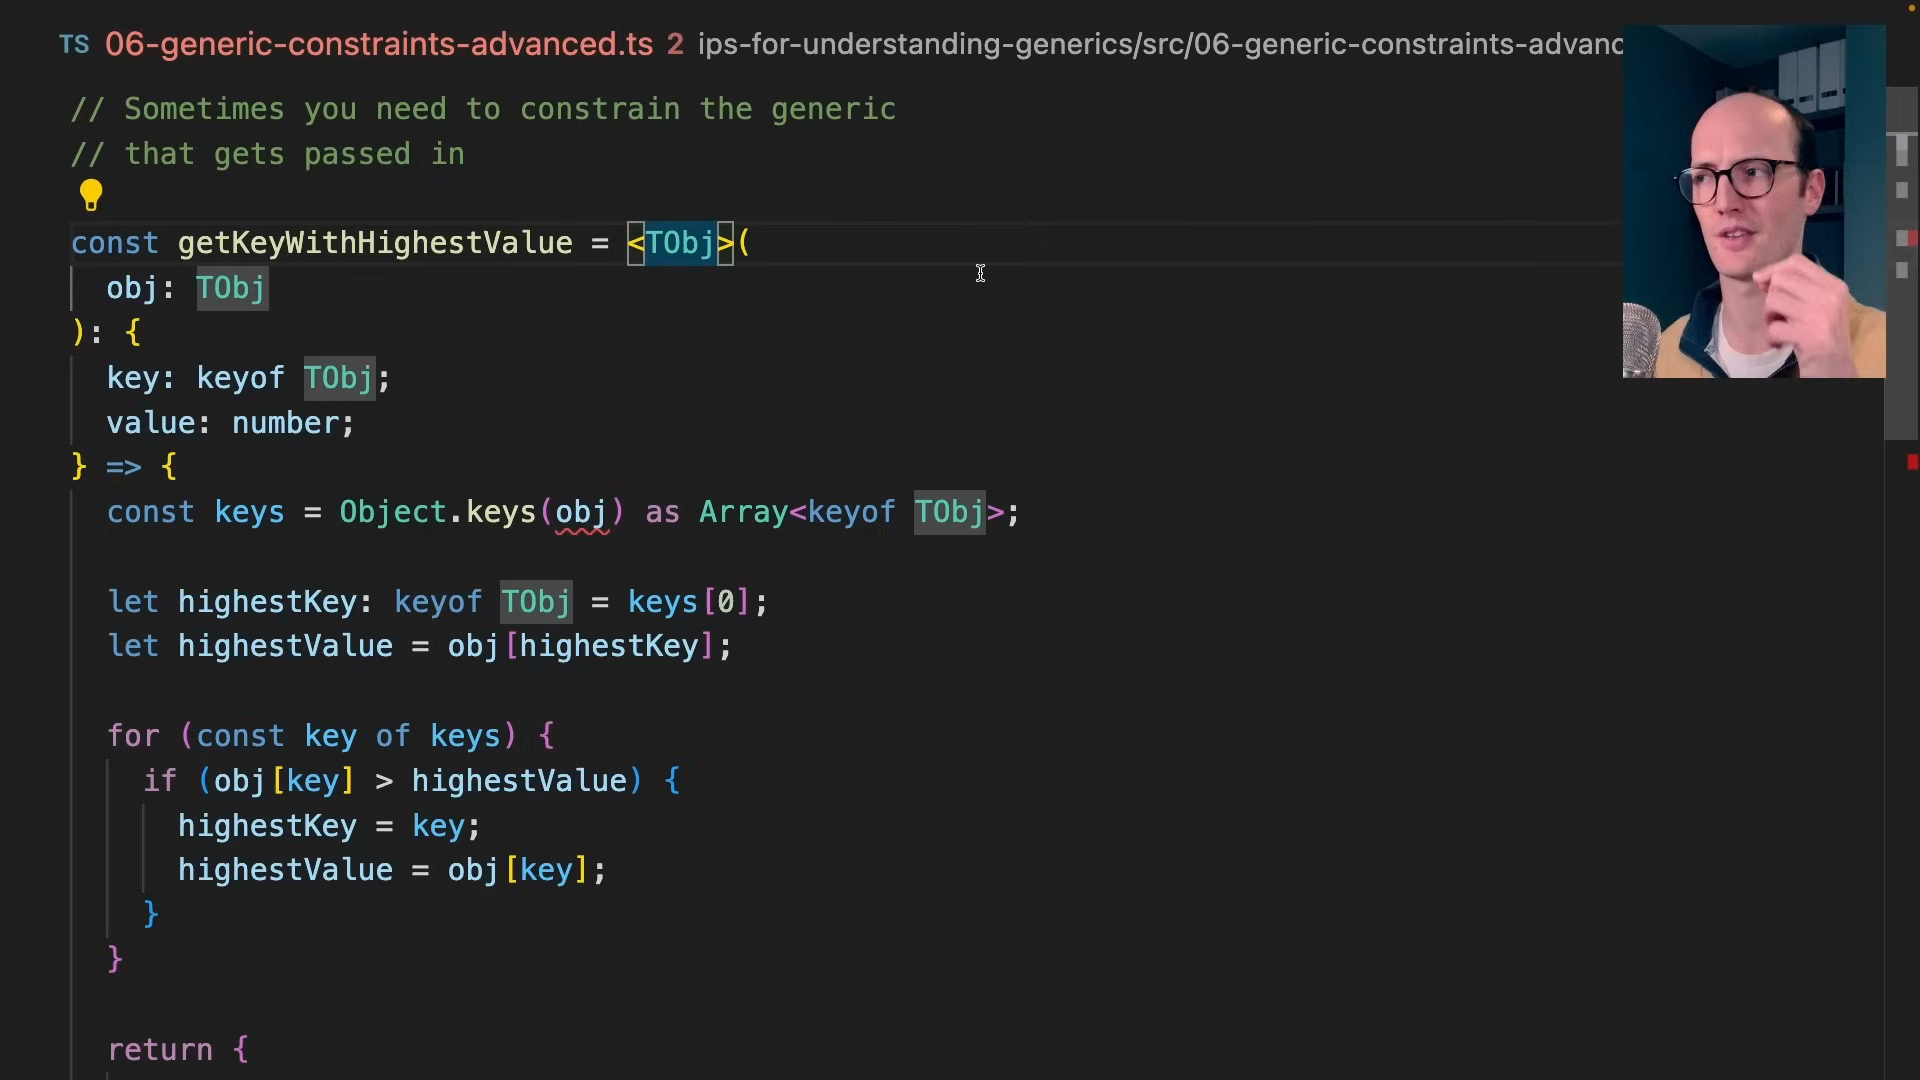 TS 06-generic-constraints-advanced.ts 2 ips-for-understanding-generics/src/06-generic-constraints-advanc
// Sometimes you need to constrain the generic
// that gets passed in
const getKeyWithHighestValue = <TObj>(
  obj: TObj
): {
  key: keyof TObj;
  value: number;
} => {
  const keys = Object.keys(obj) as Array<keyof TObj>;
  let highestKey: keyof TObj = keys[0];
  let highestValue = obj[highestKey];
  for (const key of keys) {
    if (obj[key] > highestValue) {
      highestKey = key;
      highestValue = obj[key];
    }
  }
  return {